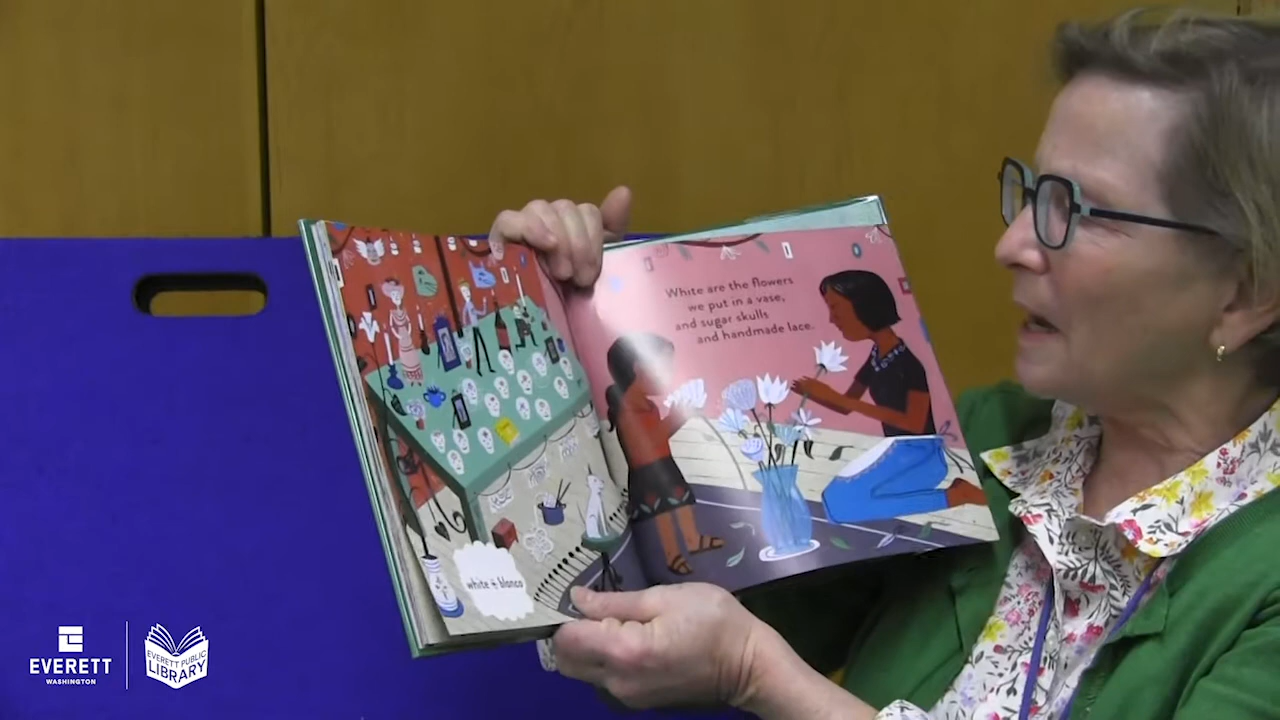 White are the flowers
we put in a vase,
and sugar skulls
and handmade lace.
white blanco
EVERETT
WASHINGTON
EVERETT PUBLIC
LIBRARY